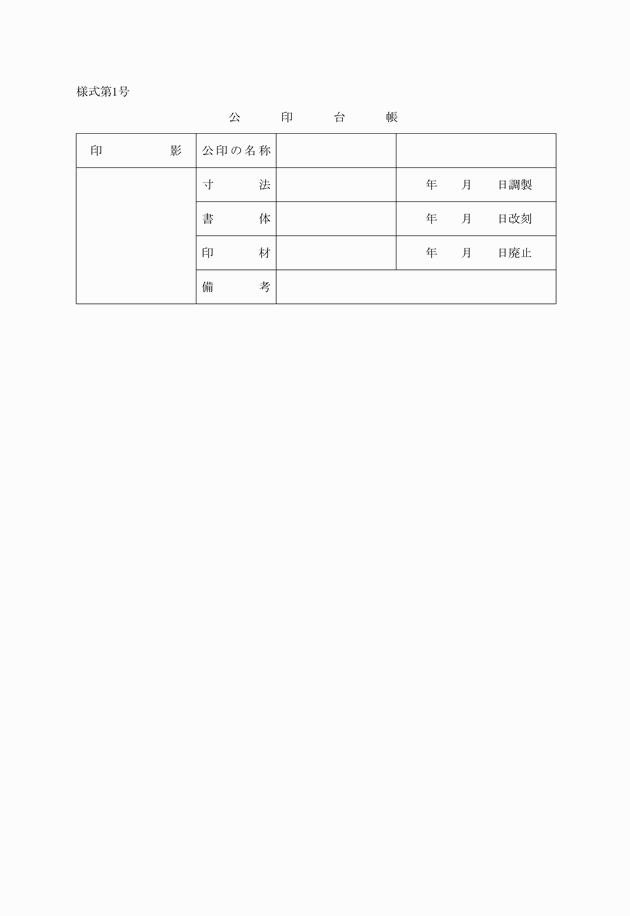 様式第1号
公印台帳
印影 公印の名称
寸法 年 月 日調製
書体 年 月 日改刻
印材 年 月 日廃止
備考